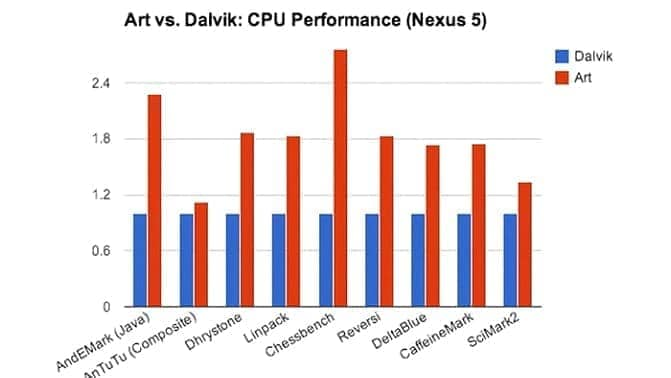 Art vs. Dalvik: CPU Performance (Nexus 5)
Dalvik
Art
2.4
1.8
1.2
0.6
0
AndEMark (Java)
AnTuTu (Composite)
Dhrystone
Linpack
Chessbench
Reversi
DeltaBlue
CaffeineMark
SciMark2